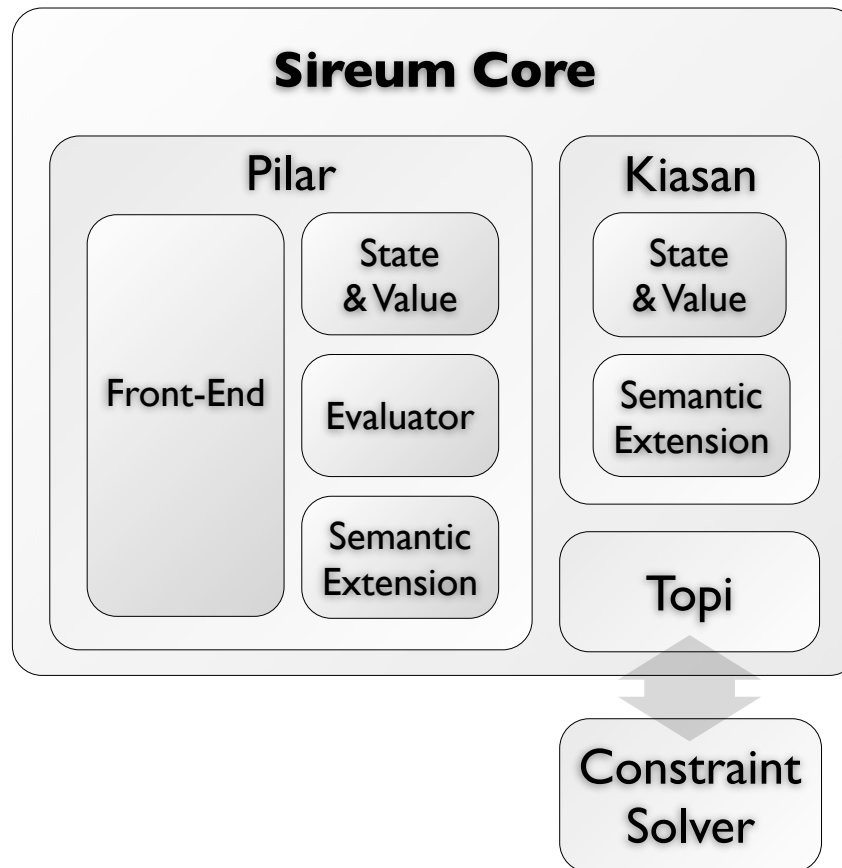 Sireum Core
Pilar
Front-End
State
& Value
Evaluator
Semantic
Extension
Kiasan
State
& Value
Semantic
Extension
Topi
Constraint
Solver